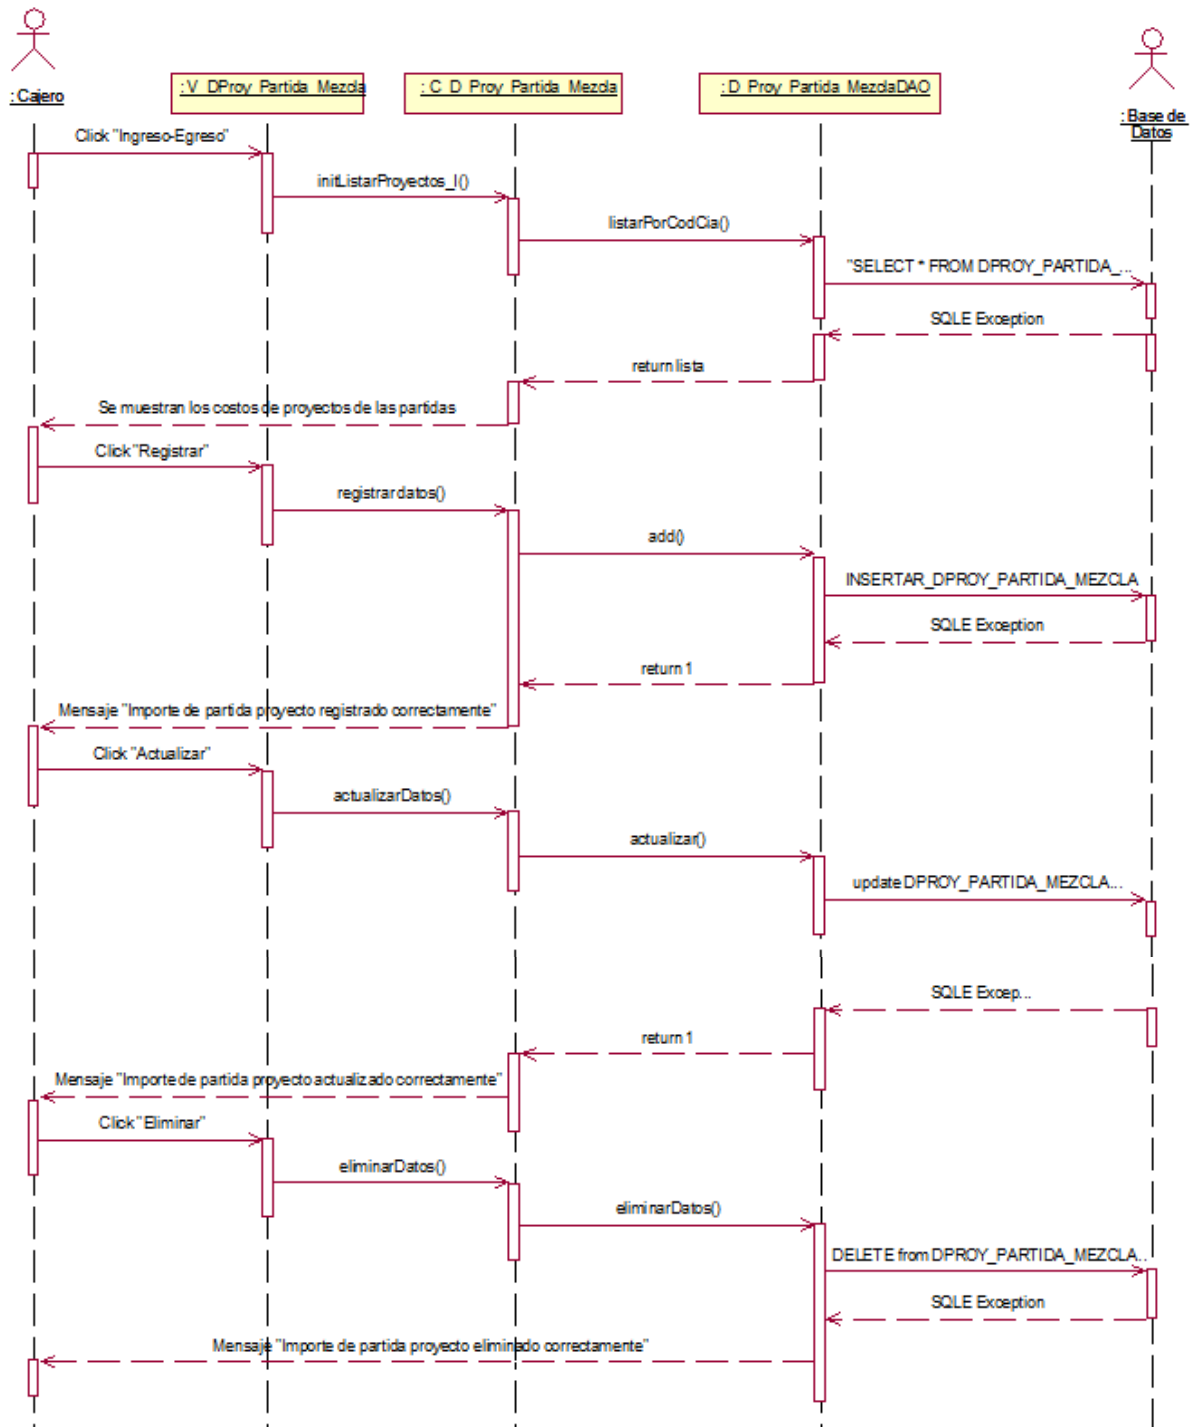 : Cajero
: V_DProy_Partida_Mezcla
: C_D_Proy_Partida_Mezcla
: D_Proy_Partida_MezclaDAO
: Base de
Datos
Click "Ingreso-Egreso"
initListarProyectos_I()
listarPorCodCia()
"SELECT * FROM DPROY_PARTIDA_...
SQLE Exception
return lista
Se muestran los costos de proyectos de las partidas
Click "Registrar"
registrar datos()
add()
INSERTAR_DPROY_PARTIDA_MEZCLA
SQLE Exception
return 1
Mensaje "Importe de partida proyecto registrado correctamente"
Click "Actualizar"
actualizarDatos()
actualizar()
update DPROY_PARTIDA_MEZCLA...
SQLE Excep...
return 1
Mensaje "Importe de partida proyecto actualizado correctamente"
Click "Eliminar"
eliminarDatos()
eliminarDatos()
DELETE from DPROY_PARTIDA_MEZCLA...
SQLE Exception
Mensaje "Importe de partida proyecto eliminado correctamente"